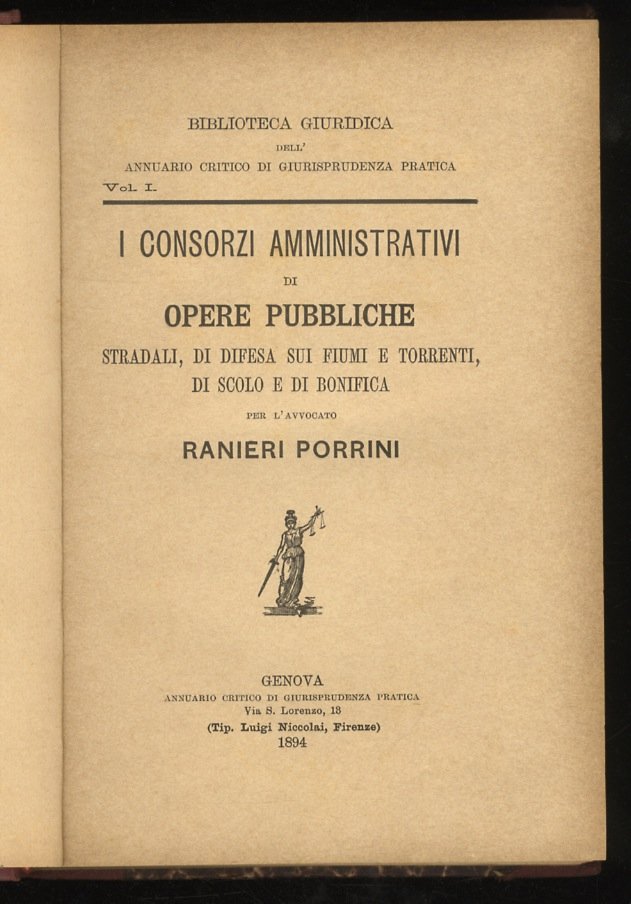 BIBLIOTECA GIURIDICA
DELL'
ANNUARIO CRITICO DI GIURISPRUDENZA PRATICA
Vol. I.
I CONSORZI AMMINISTRATIVI
DI
OPERE PUBBLICHE
STRADALI, DI DIFESA SUI FIUMI E TORRENTI,
DI SCOLO E DI BONIFICA
PER L'AVVOCATO
RANIERI PORRINI
GENOVA
ANNUARIO CRITICO DI GIURISPRUDENZA PRATICA
Via S. Lorenzo, 13
(Tip. Luigi Niccolai, Firenze)
1894